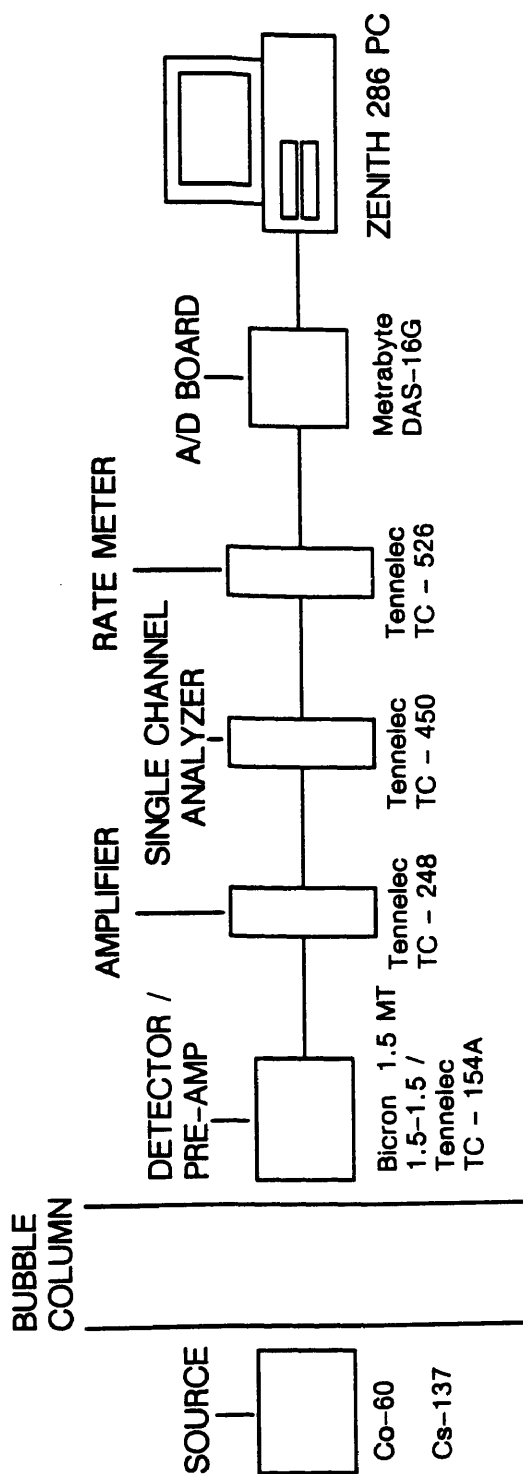 SOURCE
Co-60
Cs-137
BUBBLE
COLUMN
DETECTOR /
PRE-AMP
Bicron 1.5 MT
1.5-1.5 /
Tennelec
TC - 154A
AMPLIFIER
Tennelec
TC - 248
SINGLE CHANNEL
ANALYZER
Tennelec
TC - 450
RATE METER
Tennelec
TC - 526
A/D BOARD
Metrabyte
DAS-16G
ZENITH 286 PC